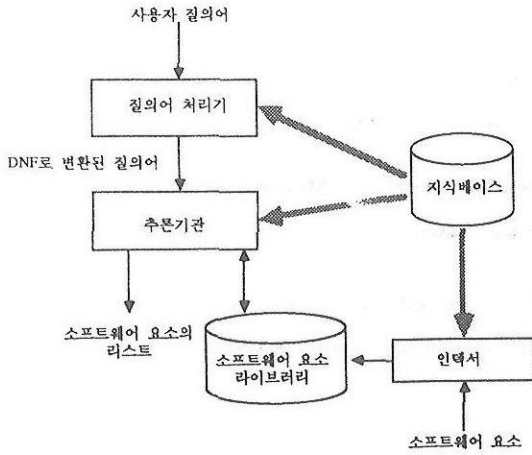 사용자 질의어
질의어 처리기
DNF로 변환된 질의어
지식베이스
추론기관
소프트웨어 요소의
리스트
소프트웨어 요소
라이브러리
인덱서
소프트웨어 요소